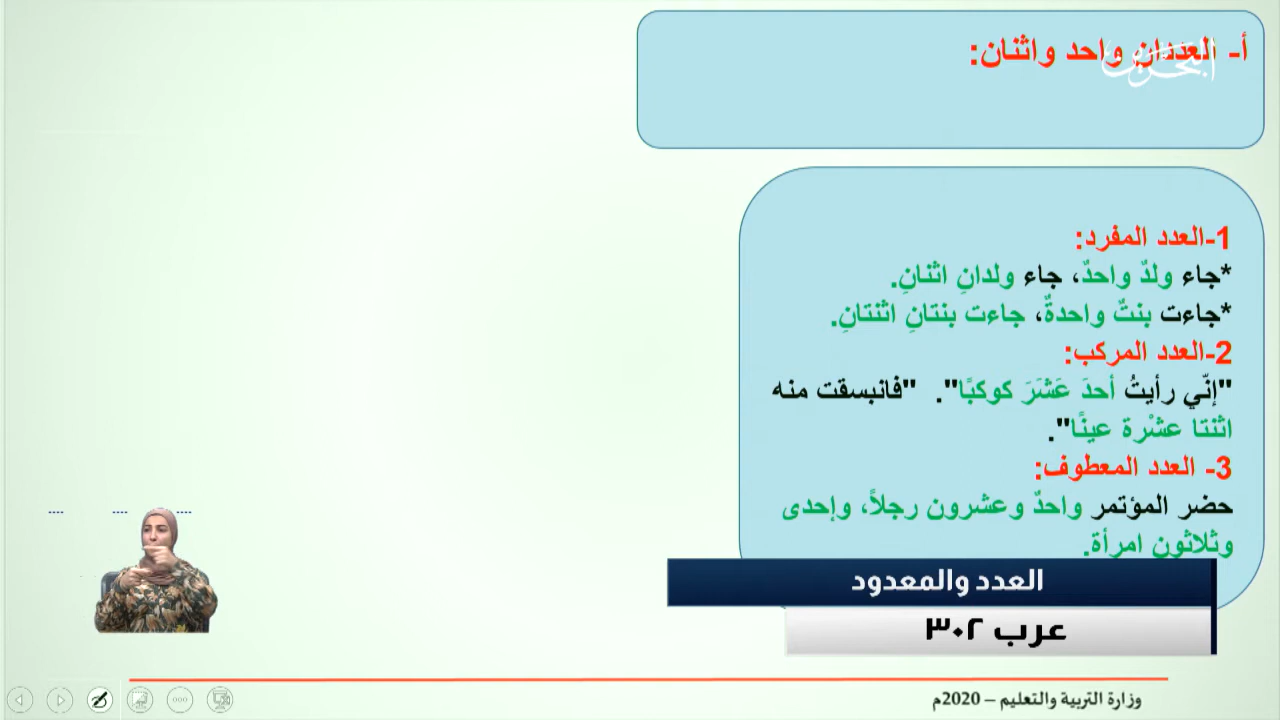 أ- العددان واحد واثنان:
البحرين
1-العدد المفرد:
*جاء ولدٌ واحدٌ، جاء ولدانِ اثنانِ.
*جاءت بنتٌ واحدةٌ، جاءت بنتانِ اثنتانِ.
2-العدد المركب:
"إنّي رأيتُ أحدَ عَشَرَ كوكبًا". "فانبسقت منه
اثنتا عشْرة عينًا".
3- العدد المعطوف:
حضر المؤتمر واحدٌ وعشرون رجلاً، وإحدى
وثلاثون امرأة.
العدد والمعدود
عرب ٣٠٢
وزارة التربية والتعليم – 2020م